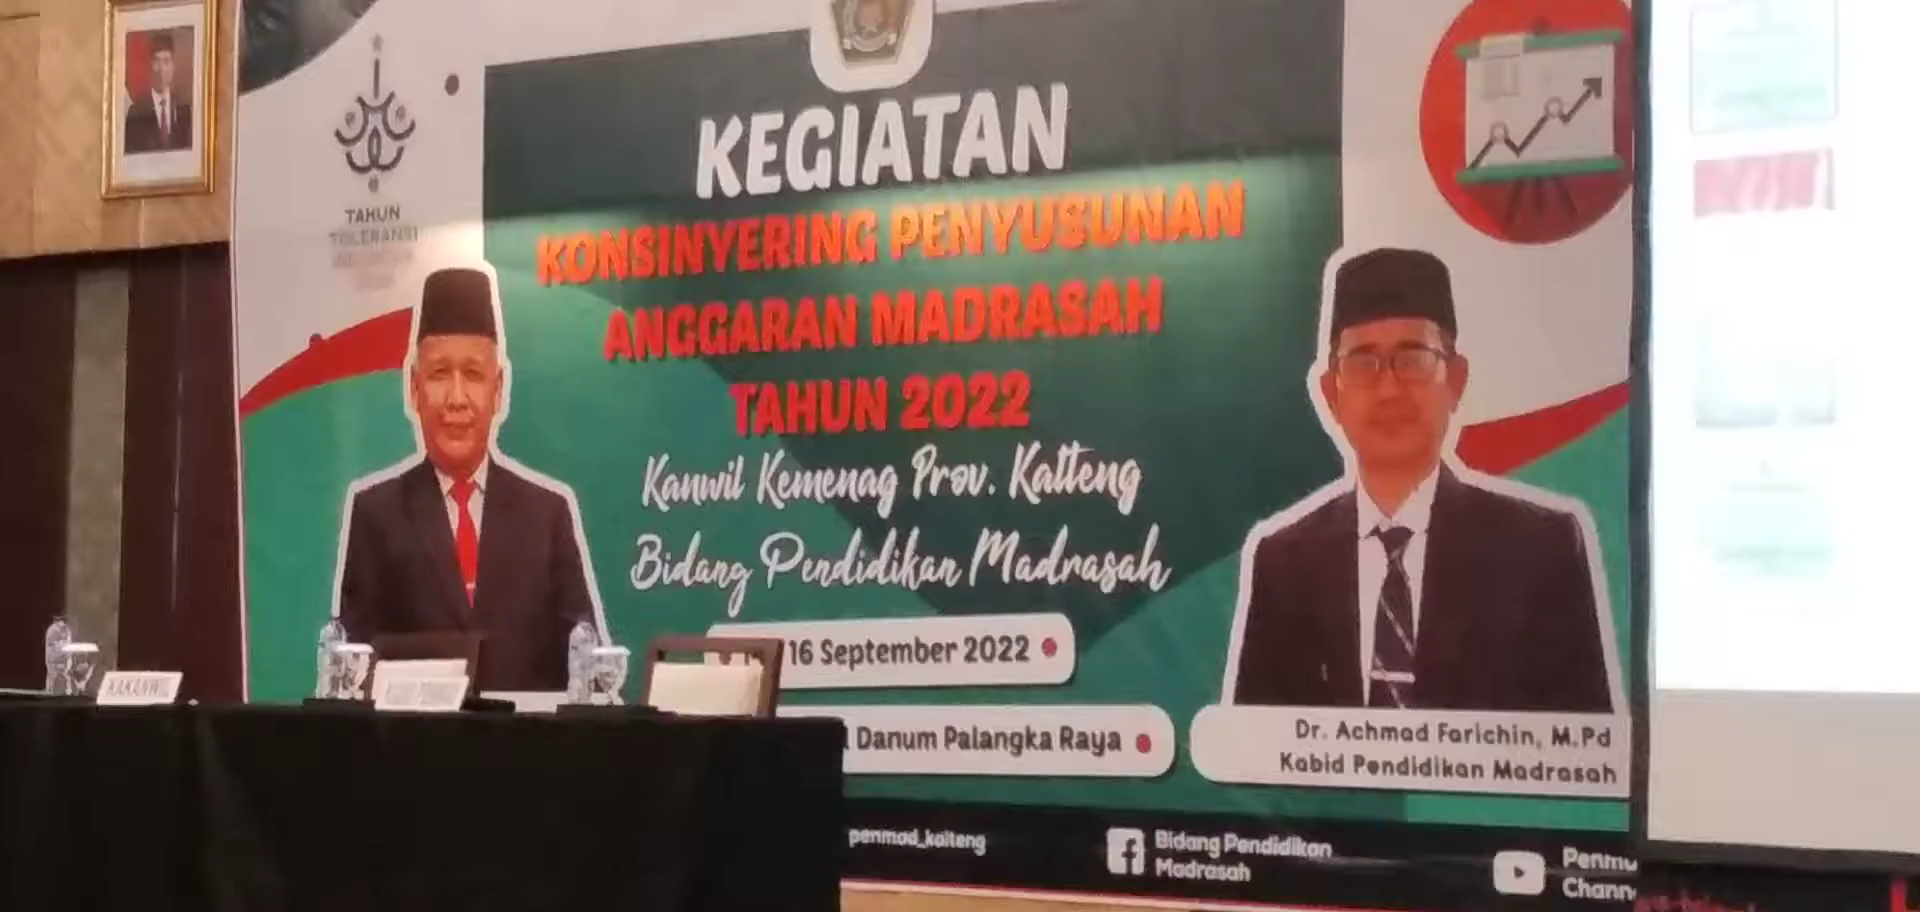 TAHUN
TOLERANSI
KEGIATAN
KONSINYERING PENYUSUNAN
ANGGARAN MADRASAH
TAHUN 2022
Kanwil Kemenag Prov. Kalteng
Bidang Pendidikan Madrasah
16 September 2022
Danum Palangka Raya
Dr. Achmad Farichin, M.Pd
Kabid Pendidikan Madrasah
KAKANWIL
penmad_kalteng
Bidang Pendidikan
Madrasah